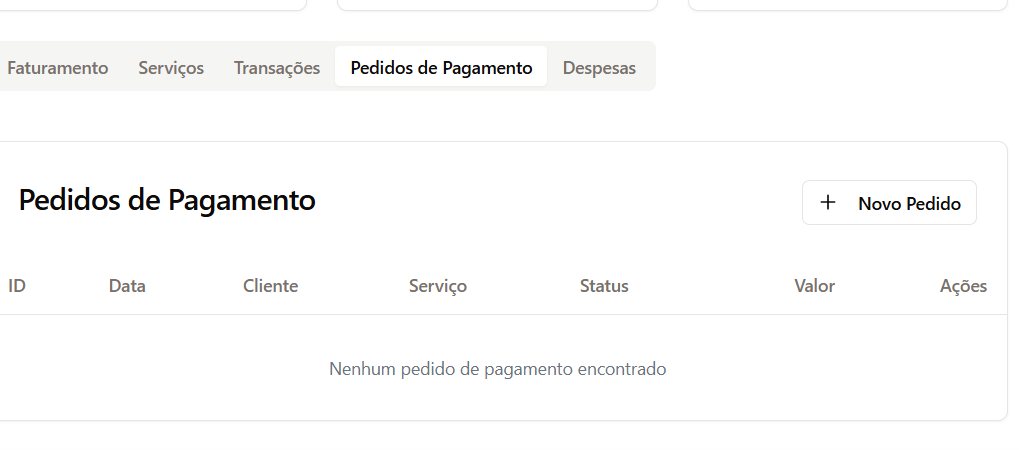 Faturamento Serviços Transações Pedidos de Pagamento Despesas
Pedidos de Pagamento
+ Novo Pedido
ID Data Cliente Serviço Status Valor Ações
Nenhum pedido de pagamento encontrado